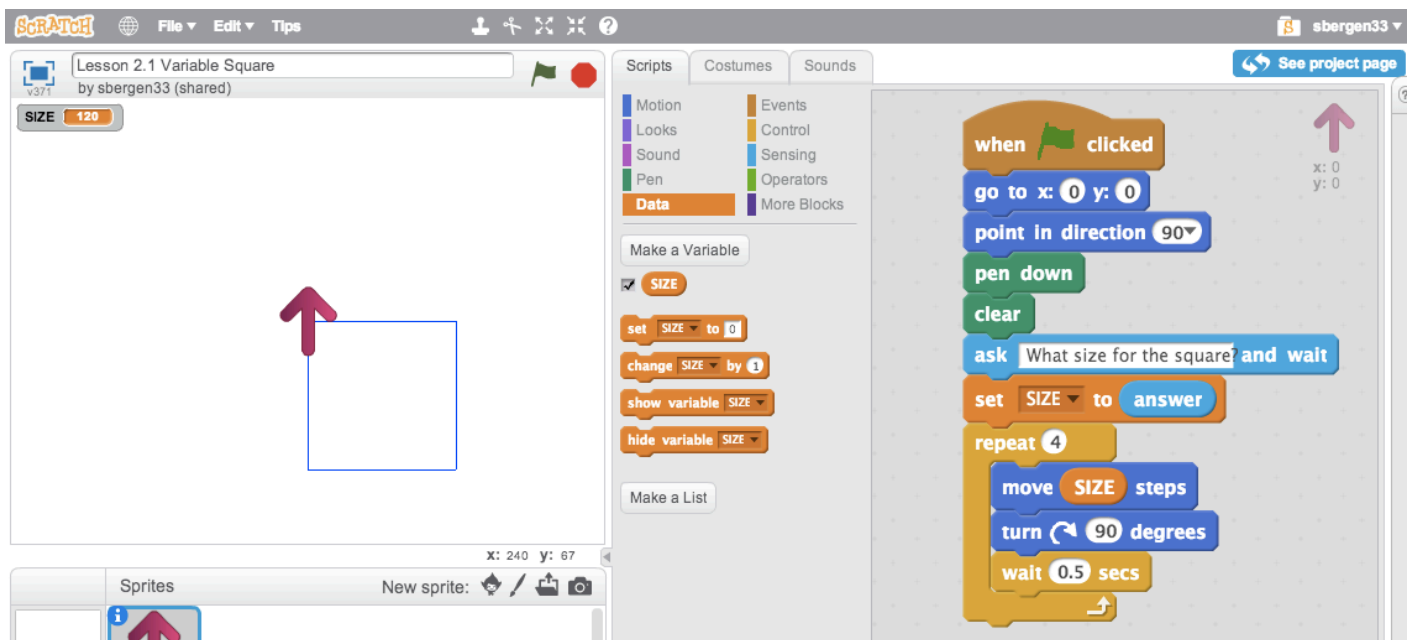 SCRATCH File Edit Tips sbergen33
v371 Lesson 2.1 Variable Square
by sbergen33 (shared)
SIZE 120
x: 240 y: 67
Sprites New sprite:
Scripts Costumes Sounds
See project page
Motion Events
Looks Control
Sound Sensing
Pen Operators
Data More Blocks
Make a Variable
SIZE
set SIZE to 0
change SIZE by 1
show variable SIZE
hide variable SIZE
Make a List
x: 0
y: 0
when clicked
go to x: 0 y: 0
point in direction 90
pen down
clear
ask What size for the square? and wait
set SIZE to answer
repeat 4
move SIZE steps
turn 90 degrees
wait 0.5 secs